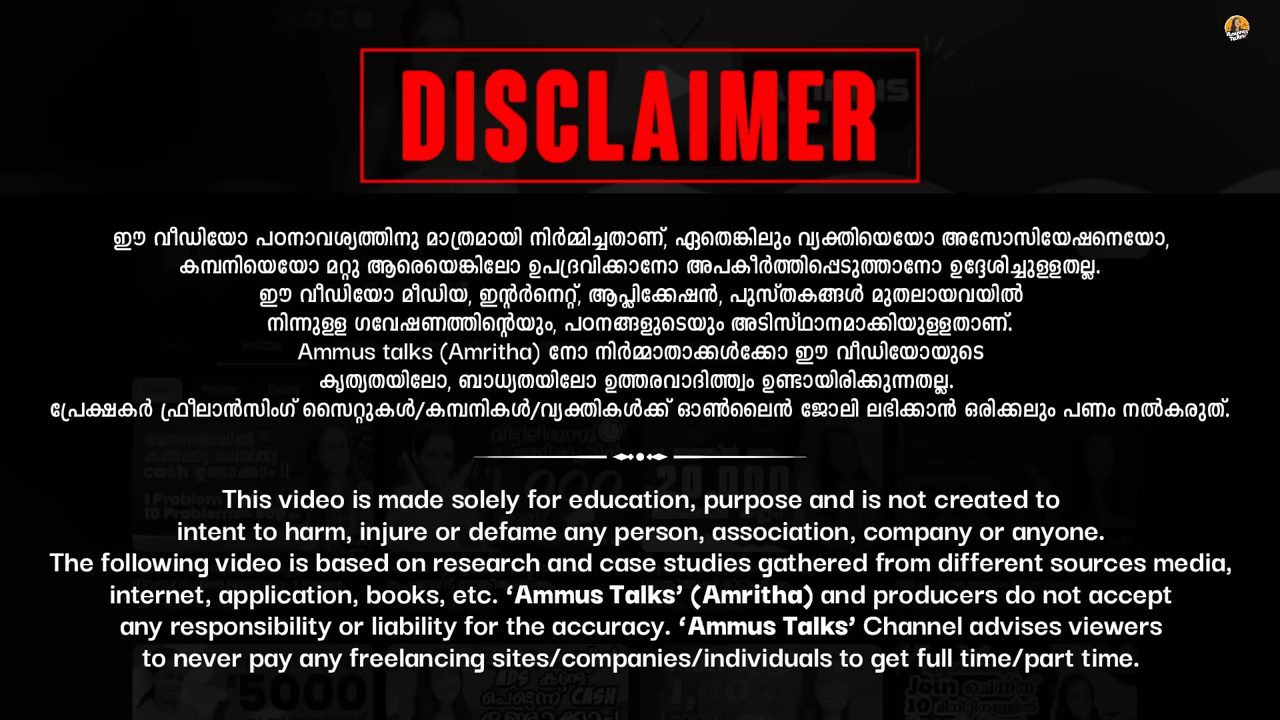 DISCLAIMER
ഈ വീഡിയോ പഠനാവശ്യത്തിനു മാത്രമായി നിർമ്മിച്ചതാണ്, ഏതെങ്കിലും വ്യക്തിയെയോ അസോസിയേഷനെയോ,
കമ്പനിയെയോ മറ്റു ആരെയെങ്കിലോ ഉപദ്രവിക്കാനോ അപകീർത്തിപ്പെടുത്താനോ ഉദ്ദേശിച്ചുള്ളതല്ല.
ഈ വീഡിയോ മീഡിയ, ഇന്റർനെറ്റ്, ആപ്ലിക്കേഷൻ, പുസ്തകങ്ങൾ മുതലായവയിൽ
നിന്നുള്ള ഗവേഷണത്തിന്റെയും, പഠനങ്ങളുടെയും അടിസ്ഥാനമാക്കിയുള്ളതാണ്.
Ammus talks (Amritha) നോ നിർമ്മാതാക്കൾക്കോ ഈ വീഡിയോയുടെ
കൃത്യതയിലോ, ബാധ്യതയിലോ ഉത്തരവാദിത്ത്വം ഉണ്ടായിരിക്കുന്നതല്ല.
പ്രേക്ഷകർ ഫ്രീലാൻസിംഗ് സൈറ്റുകൾ/കമ്പനികൾ/വ്യക്തികൾക്ക് ഓൺലൈൻ ജോലി ലഭിക്കാൻ ഒരിക്കലും പണം നൽകരുത്.
This video is made solely for education, purpose and is not created to
intent to harm, injure or defame any person, association, company or anyone.
The following video is based on research and case studies gathered from different sources media,
internet, application, books, etc. ‘Ammus Talks’ (Amritha) and producers do not accept
any responsibility or liability for the accuracy. ‘Ammus Talks’ Channel advises viewers
to never pay any freelancing sites/companies/individuals to get full time/part time.